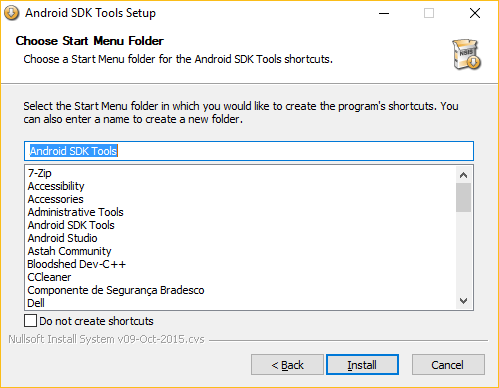 Android SDK Tools Setup
Choose Start Menu Folder
Choose a Start Menu folder for the Android SDK Tools shortcuts.
Select the Start Menu folder in which you would like to create the program's shortcuts. You
can also enter a name to create a new folder.
Android SDK Tools
7-Zip
Accessibility
Accessories
Administrative Tools
Android SDK Tools
Android Studio
Astah Community
Bloodshed Dev-C++
CCleaner
Componente de Segurança Bradesco
Dell
Do not create shortcuts
Nullsoft Install System v09-Oct-2015.cvs
< Back
Install
Cancel